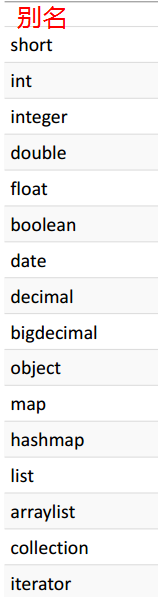 别名
short
int
integer
double
float
boolean
date
decimal
bigdecimal
object
map
hashmap
list
arraylist
collection
iterator